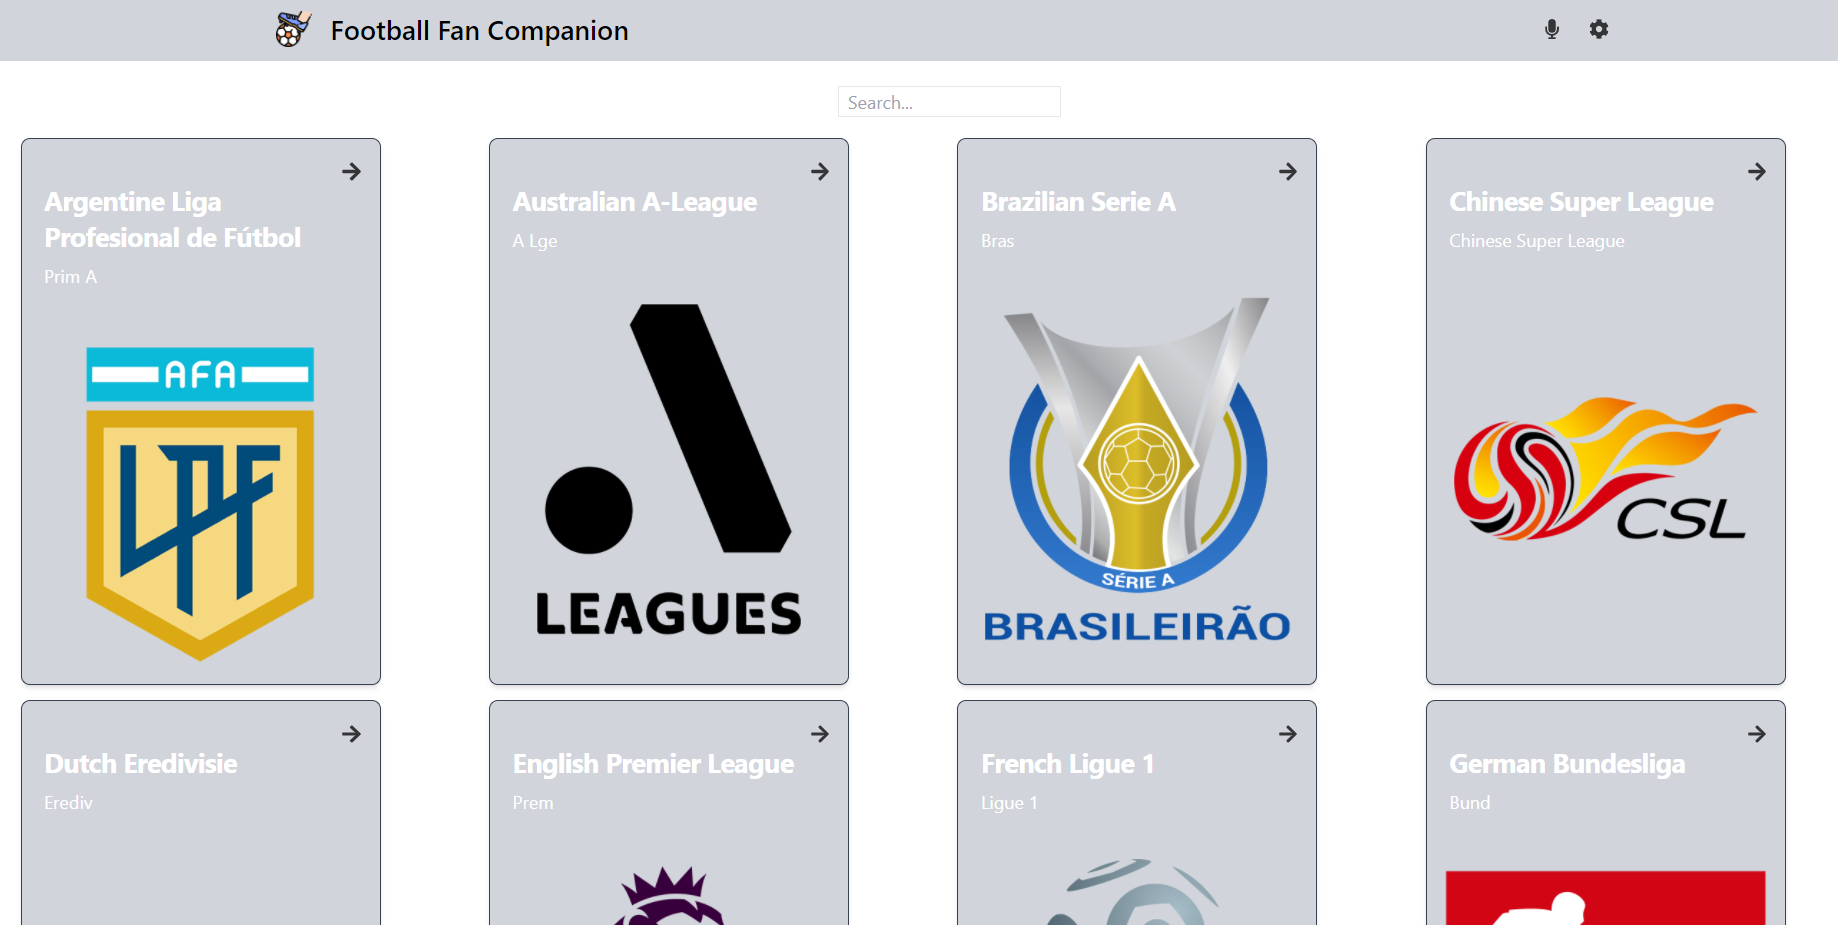 Football Fan Companion
Search...
Argentine Liga
Profesional de Fútbol
Prim A
AFA
LPF
Australian A-League
A Lge
LEAGUES
Brazilian Serie A
Bras
SÉRIE A
BRASILEIRÃO
Chinese Super League
Chinese Super League
CSL
Dutch Eredivisie
Erediv
English Premier League
Prem
French Ligue 1
Ligue 1
German Bundesliga
Bund